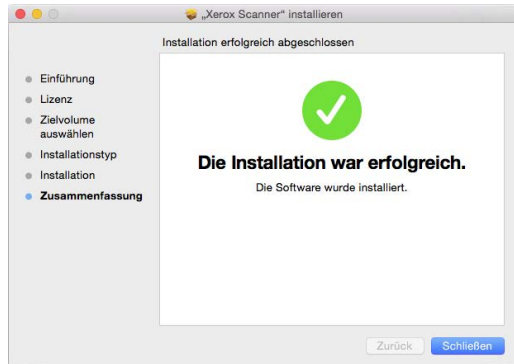 „Xerox Scanner“ installieren
Installation erfolgreich abgeschlossen
Einführung
Lizenz
Zielvolume
auswählen
Installationstyp
Installation
Zusammenfassung
Die Installation war erfolgreich.
Die Software wurde installiert.
Zurück
Schließen